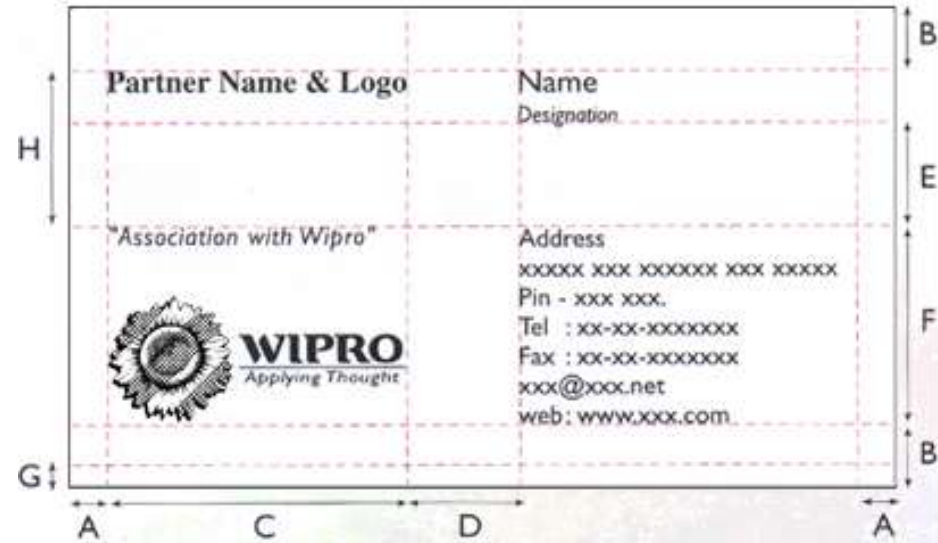 B
Partner Name & Logo
Name
Designation
H
E
"Association with Wipro"
Address
xxxxx xxx xxxxxx xxx xxxxx
Pin - xxx xxx.
Tel : xx-xx-xxxxxxx
Fax : xx-xx-xxxxxxx
xxx@xxx.net
web: www.xxx.com
F
WIPRO
Applying Thought
B
G
A
C
D
A